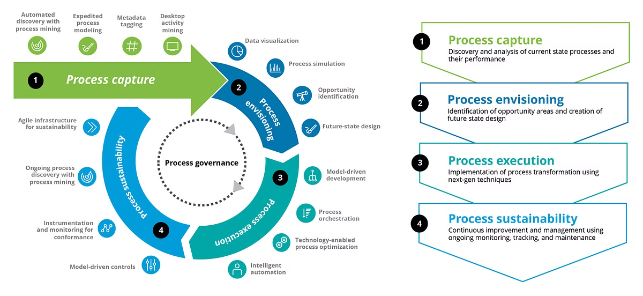 Automated
discovery with
process mining
Expedited
process
modeling
Metadata
tagging
Desktop
activity
mining
1
Process capture
Data visualization
Process simulation
Opportunity
identification
Future-state design
2
Process
envisioning
Model-driven
development
Process
orchestration
Technology-enabled
process optimization
Intelligent
automation
3
Process execution
Agile infrastructure
for sustainability
Ongoing process
discovery with
process mining
Instrumentation
and monitoring for
conformance
Model-driven controls
4
Process sustainability
Process governance
1
Process capture
Discovery and analysis of current state processes and
their performance
2
Process envisioning
Identification of opportunity areas and creation of
future state design
3
Process execution
Implementation of process transformation using
next-gen techniques
4
Process sustainability
Continuous improvement and management using
ongoing monitoring, tracking, and maintenance